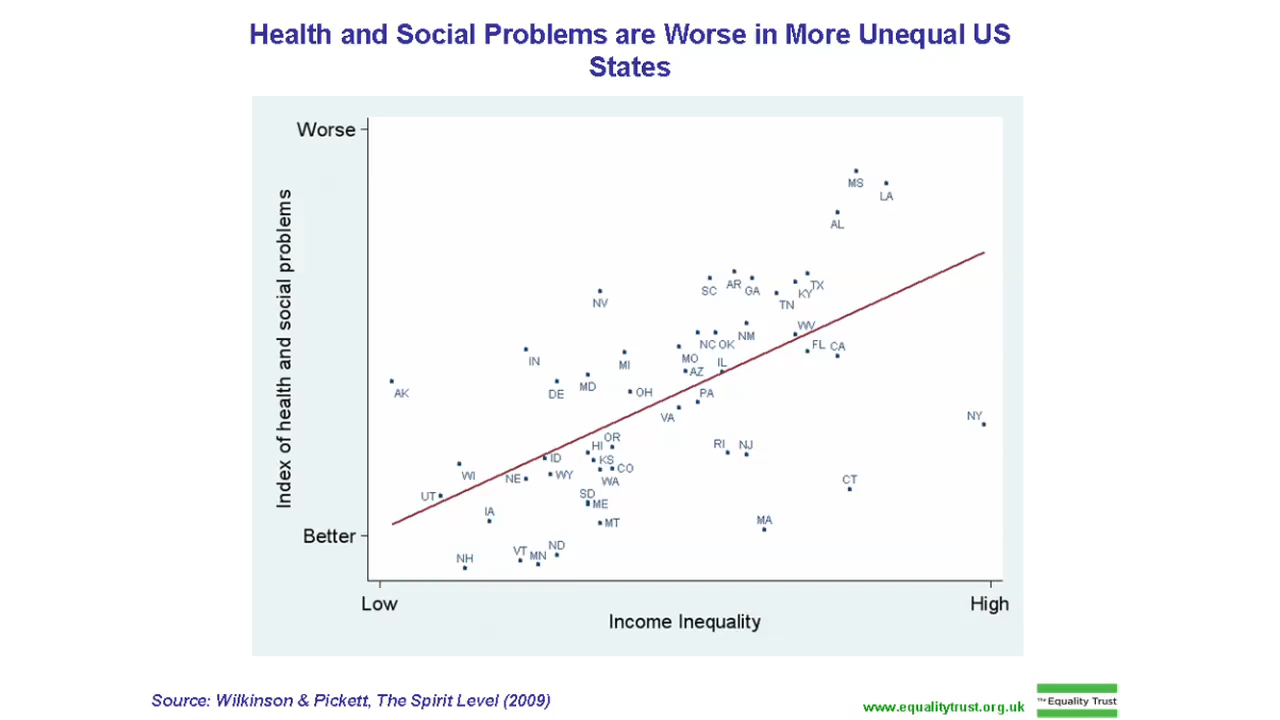 Health and Social Problems are Worse in More Unequal US
States
Worse
Index of health and social problems
Better
MS
LA
AL
SC
AR
GA
TX
KY
TN
NV
WV
NM
NC
OK
FL
CA
MO
IL
AZ
IN
MI
MD
DE
AK
OH
PA
VA
NY
OR
HI
RI
NJ
ID
KS
CO
WI
NE
WY
WA
CT
UT
SD
ME
IA
MT
MA
VT
MN
ND
NH
Low
High
Income Inequality
Source: Wilkinson & Pickett, The Spirit Level (2009)
www.equalitytrust.org.uk
The Equality Trust